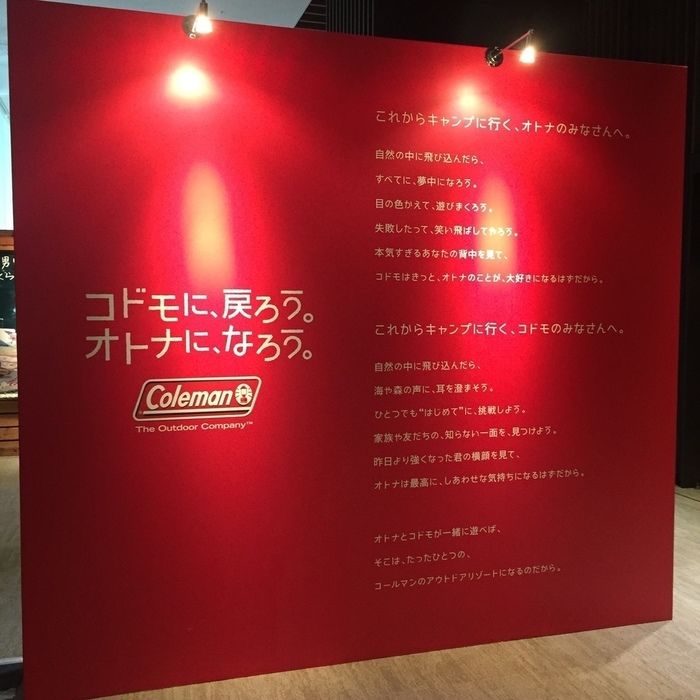 コドモに、戻ろう。
オトナに、なろう。
Coleman
The Outdoor Company™
これからキャンプに行く、オトナのみなさんへ。
自然の中に飛び込んだら、
すべてに、夢中になろう。
目の色かえて、遊びまくろう。
失敗したって、笑い飛ばしてやろう。
本気すぎるあなたの背中を見て、
コドモはきっと、オトナのことが、大好きになるはずだから。
これからキャンプに行く、コドモのみなさんへ。
自然の中に飛び込んだら、
海や森の声に、耳を澄まそう。
ひとつでも“はじめて”に、挑戦しよう。
家族や友だちの、知らない一面を、見つけよう。
昨日より強くなった君の横顔を見て、
オトナは最高に、しあわせな気持ちになるはずだから。
オトナとコドモが一緒に遊べば、
そこは、たったひとつの、
コールマンのアウトドアリゾートになるのだから。